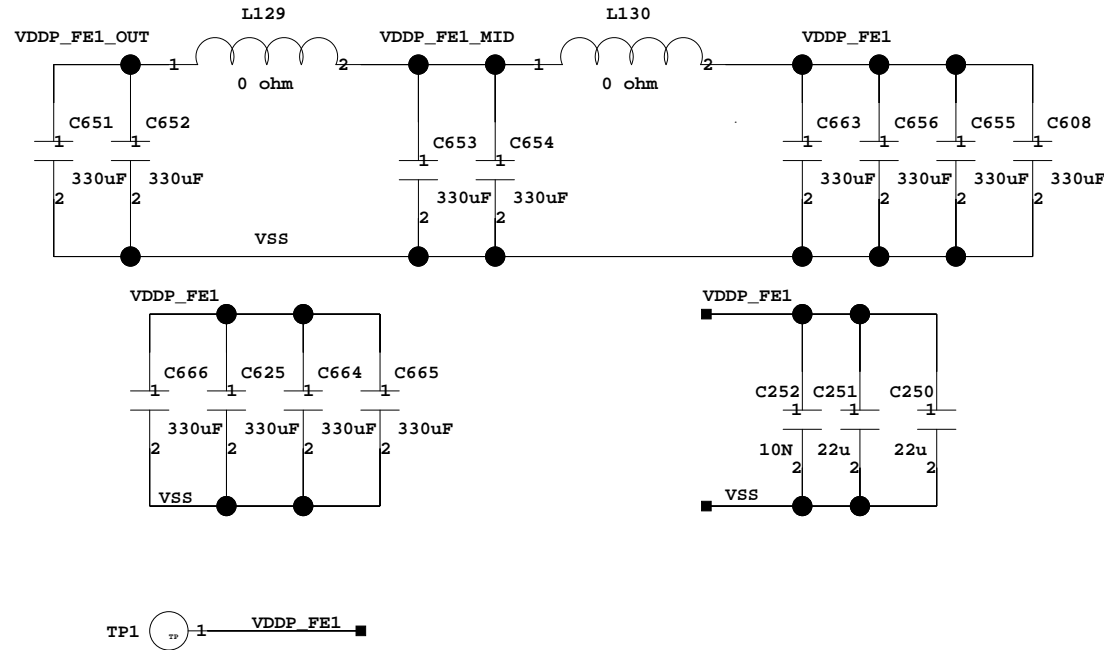 L129 L130
VDDP_FE1_OUT VDDP_FE1_MID VDDP_FE1
1 2 1 2
0 ohm 0 ohm
C651 C652 C663 C656 C655 C608
1 1 1 1 1 1
C653 C654
1 1
330uF 330uF 330uF 330uF 330uF 330uF
2 2 330uF 330uF 2 2 2 2
2 2
VSS
VDDP_FE1 VDDP_FE1
C666 C625 C664 C665
1 1 1 1
C252 C251 C250
1 1 1
330uF 330uF 330uF 330uF
2 2 2 2 10N 22u 22u
2 2 2
VSS VSS
TP1 TP 1 VDDP_FE1